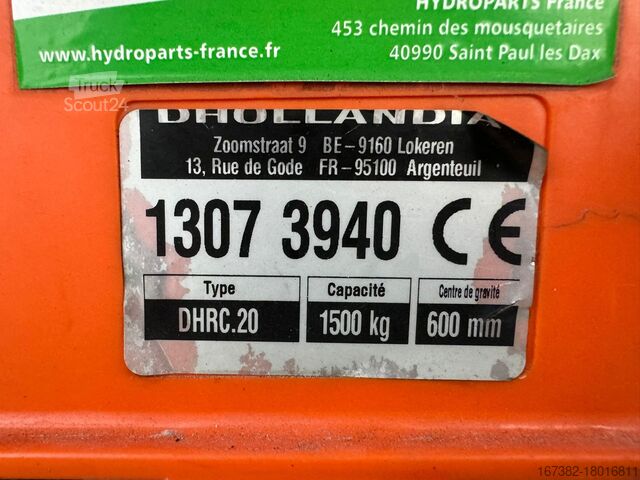 HYDROPARTS France
453 chemin des mousquetaires
www.hydroparts-france.fr
40990 Saint Paul les Dax
Truck
Scout24
DHOLLANDIA
Zoomstraat 9 BE-9160 Lokeren
13, Rue de Gode FR-95100 Argenteuil
1307 3940 CE
Type Capacité Centre de gravité
DHRC.20 1500 kg 600 mm
167382-18016811